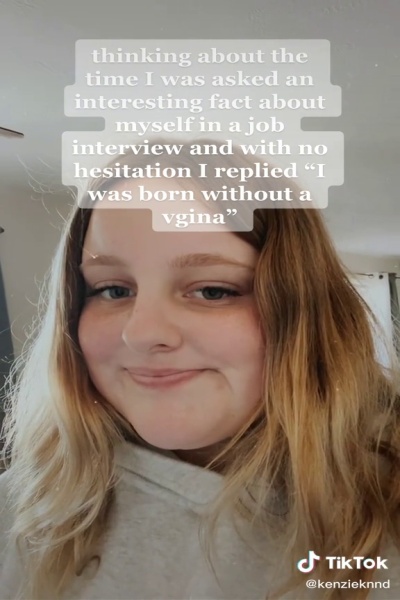 thinking about the
time I was asked an
interesting fact about
myself in a job
interview and with no
hesitation I replied “I
was born without a
vgina”
TikTok
@kenzieknnd